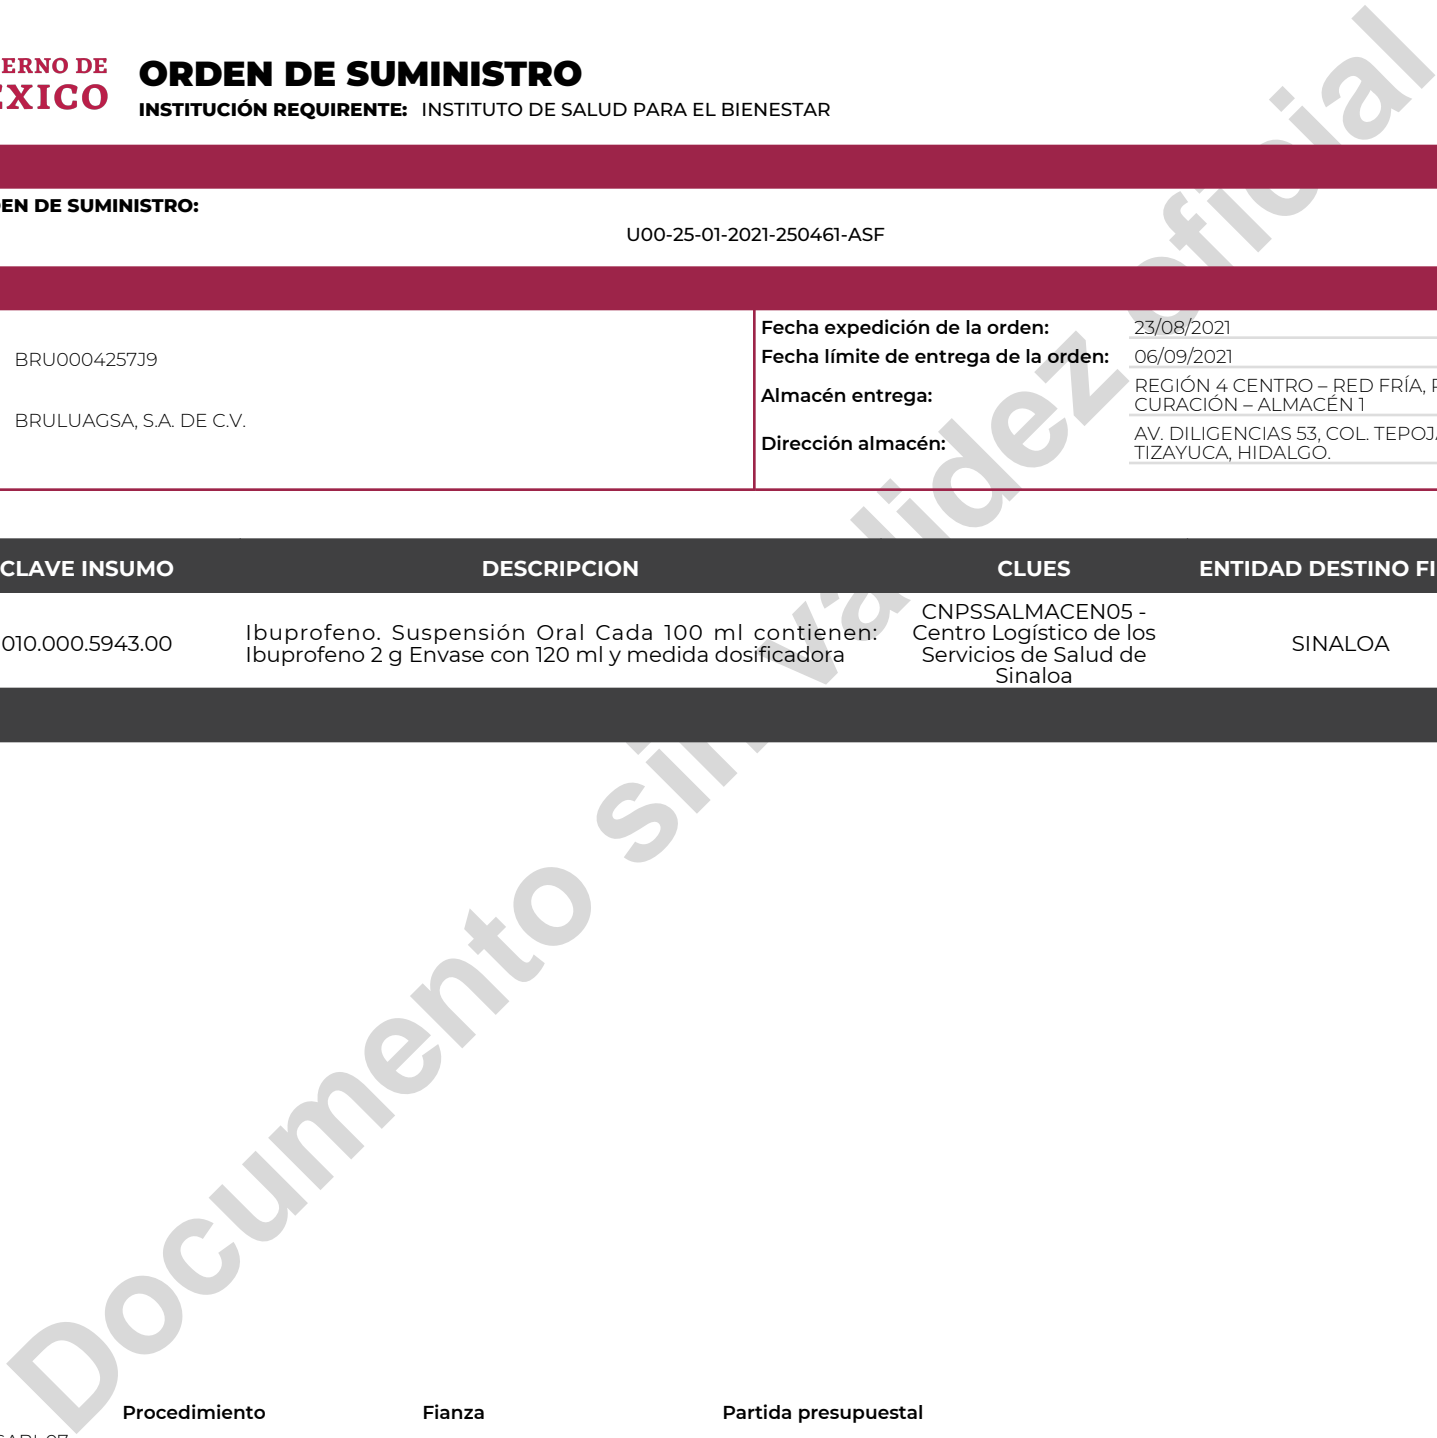 ERNO DE
EXICO
ORDEN DE SUMINISTRO
INSTITUCIÓN REQUIRENTE: INSTITUTO DE SALUD PARA EL BIENESTAR
EN DE SUMINISTRO:
U00-25-01-2021-250461-ASF
BRU0004257J9
BRULUAGSA, S.A. DE C.V.
Fecha expedición de la orden: 23/08/2021
Fecha límite de entrega de la orden: 06/09/2021
Almacén entrega: REGIÓN 4 CENTRO – RED FRÍA,
CURACIÓN – ALMACÉN 1
Dirección almacén: AV. DILIGENCIAS 53, COL. TEPOJ
TIZAYUCA, HIDALGO.
CLAVE INSUMO DESCRIPCION CLUES ENTIDAD DESTINO FI
010.000.5943.00
Ibuprofeno. Suspensión Oral Cada 100 ml contienen:
Ibuprofeno 2 g Envase con 120 ml y medida dosificadora
CNPSSALMACEN05 -
Centro Logístico de los
Servicios de Salud de
Sinaloa
SINALOA
Documento sin validez oficial
Procedimiento Fianza Partida presupuestal